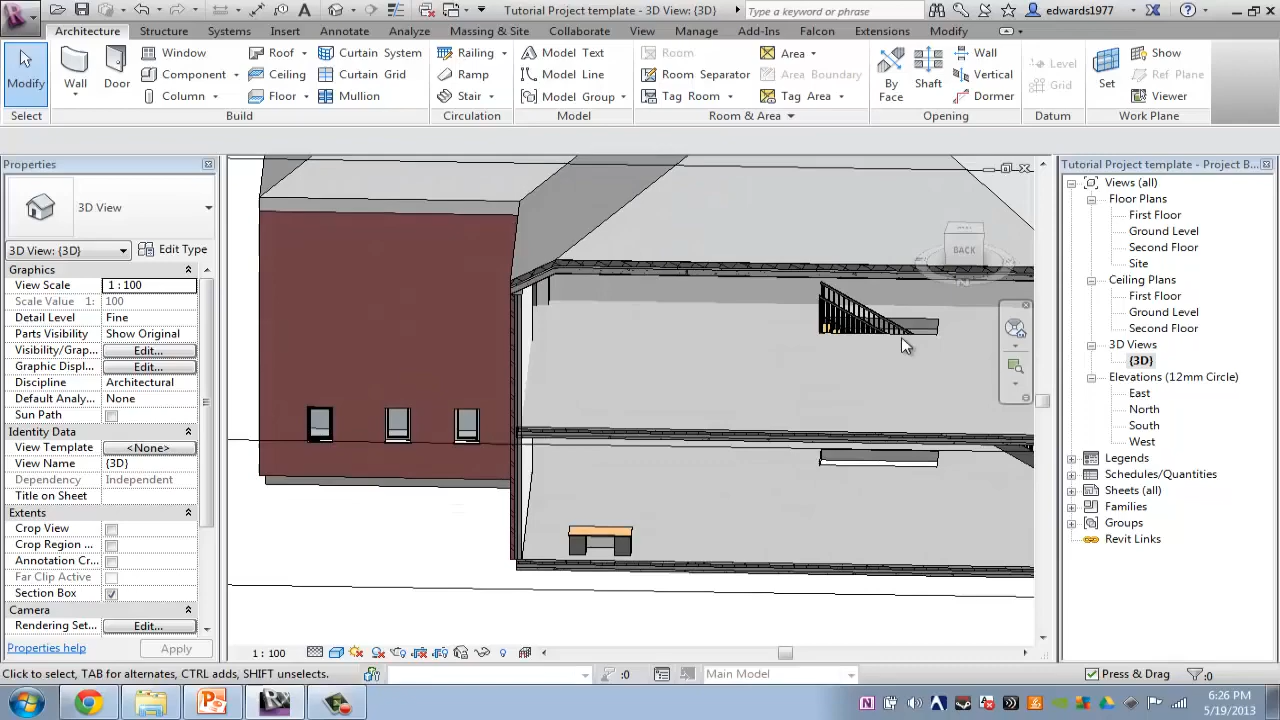 Tutorial Project template - 3D View: {3D}
Type a keyword or phrase
edwards1977
Architecture Structure Systems Insert Annotate Analyze Massing & Site Collaborate View Manage Add-Ins Falcon Extensions Modify
Modify
Wall
Door
Window
Component
Column
Roof
Ceiling
Floor
Curtain System
Curtain Grid
Mullion
Railing
Ramp
Stair
Model Text
Model Line
Model Group
Room
Room Separator
Tag Room
Area
Area Boundary
Tag Area
By
Face
Shaft
Wall
Vertical
Dormer
Level
Grid
Set
Show
Ref Plane
Viewer
Select Build Circulation Model Room & Area Opening Datum Work Plane
Properties
3D View
3D View: {3D} Edit Type
Graphics
View Scale 1 : 100
Scale Value 1: 100
Detail Level Fine
Parts Visibility Show Original
Visibility/Grap... Edit...
Graphic Displ... Edit...
Discipline Architectural
Default Analy... None
Sun Path
Identity Data
View Template <None>
View Name {3D}
Dependency Independent
Title on Sheet
Extents
Crop View
Crop Region ...
Annotation Cr...
Far Clip Active
Section Box
Camera
Rendering Set... Edit...
Properties help Apply
BACK
1 : 100
Tutorial Project template - Project B...
Views (all)
Floor Plans
First Floor
Ground Level
Second Floor
Site
Ceiling Plans
First Floor
Ground Level
Second Floor
3D Views
{3D}
Elevations (12mm Circle)
East
North
South
West
Legends
Schedules/Quantities
Sheets (all)
Families
Groups
Revit Links
Click to select, TAB for alternates, CTRL adds, SHIFT unselects.
:0
Main Model
Press & Drag
:0
6:26 PM
5/19/2013